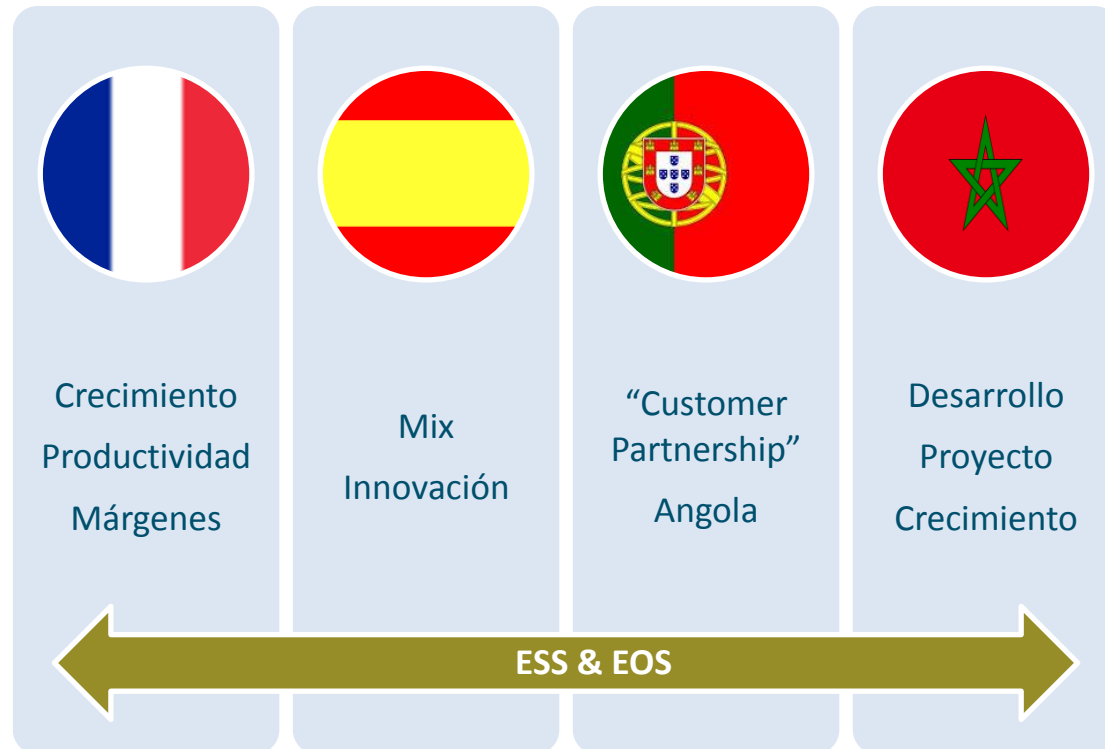 Crecimiento
Productividad
Márgenes
Mix
Innovación
“Customer
Partnership”
Angola
Desarrollo
Proyecto
Crecimiento
ESS & EOS